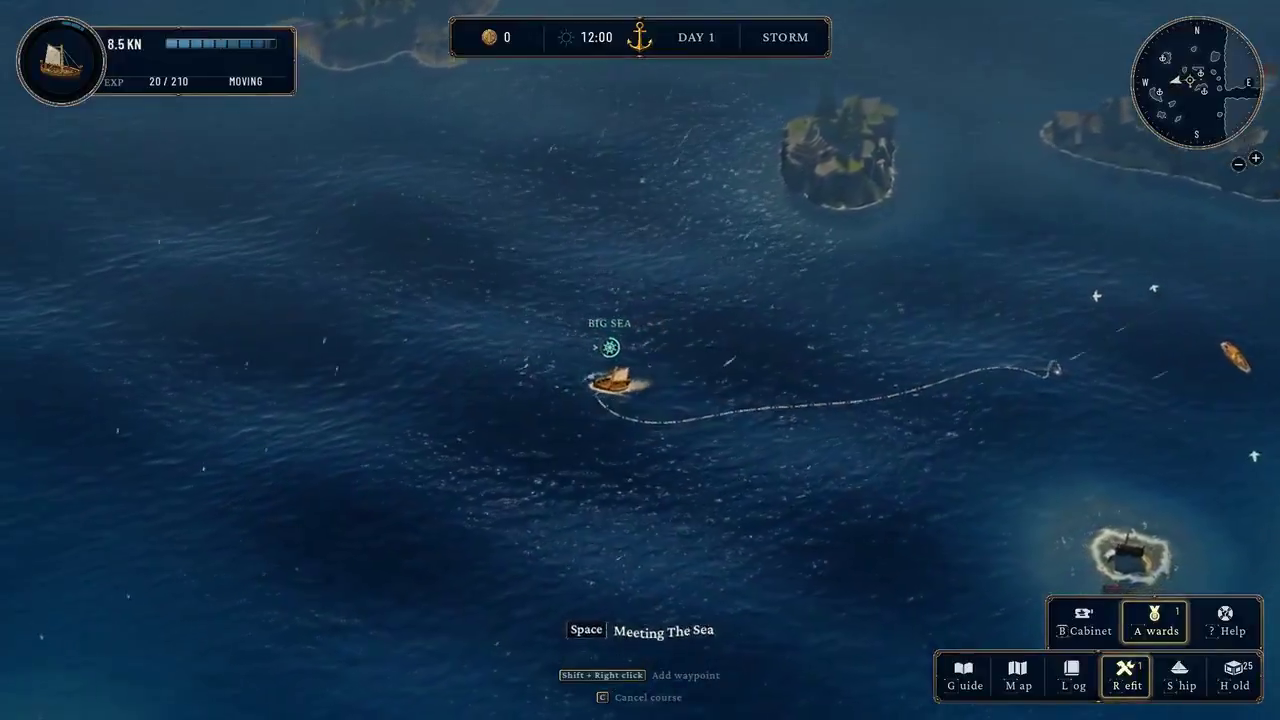 8.5 KN
EXP 20 / 210 MOVING
0 12:00 DAY 1 STORM
N
W E
S
BIG SEA
Space Meeting The Sea
Shift + Right click Add waypoint
C Cancel course
B Cabinet A wards 1 ? Help
G uide M ap L og R efit 1 S hip H old 25